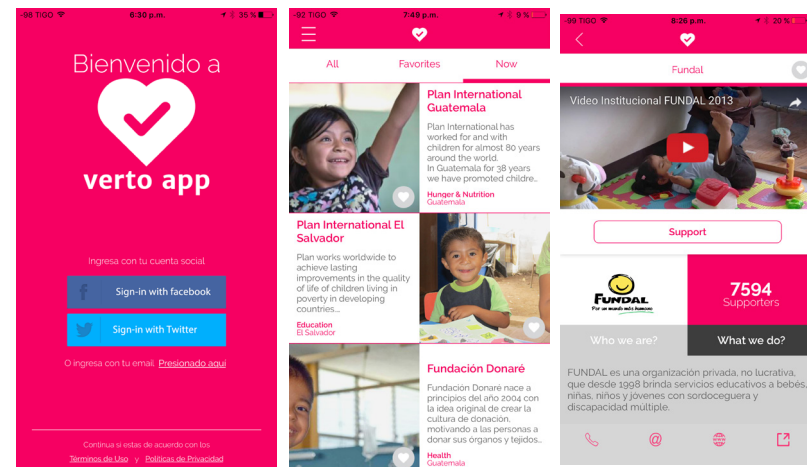 -98 TIGO 6:30 p.m. 35 %
Bienvenido a
verto app
Ingresa con tu cuenta social
f Sign-in with facebook
Sign-in with Twitter
O ingresa con tu email. Presionado aqui
Continua si estas de acuerdo con los
Términos de Uso y Politicas de Privacidad
-92 TIGO 7:49 p.m. 9 %
All Favorites Now
Plan International
Guatemala
Plan International has
worked for and with
children for almost 80 years
around the world.
In Guatemala for 38 years
we have promoted childre...
Hunger & Nutrition
Guatemala
Plan International El
Salvador
Plan works worldwide to
achieve lasting
improvements in the quality
of life of children living in
poverty in developing
countries....
Education
El Salvador
Fundación Donaré
Fundación Donaré nace a
principios del año 2004 con
la idea original de crear la
cultura de donación,
motivando a las personas a
donar sus órganos y tejidos...
Health
Guatemala
-99 TIGO 8:26 p.m. 20 %
Fundal
Video Institucional FUNDAL 2013
Support
FUNDAL
Por un mundo más humano
7594
Supporters
Who we are? What we do?
FUNDAL es una organización privada, no lucrativa,
que desde 1998 brinda servicios educativos a bebés,
niñas, niños y jóvenes con sordoceguera y
discapacidad múltiple.
@ www